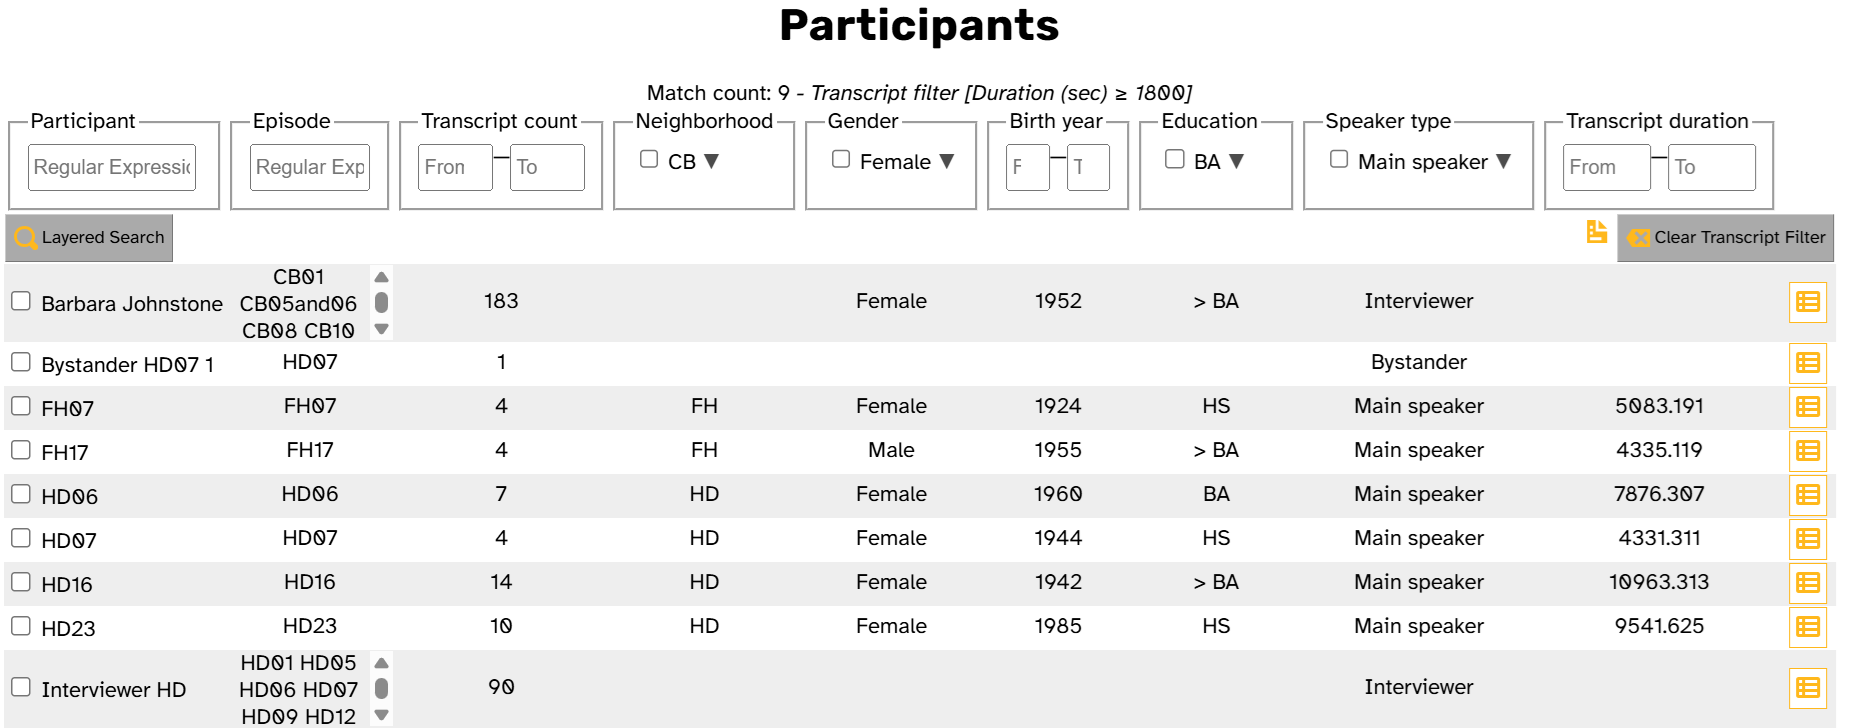 Participants
Match count: 9 - Transcript filter [Duration (sec) ≥ 1800]
Participant Episode Transcript count Neighborhood Gender Birth year Education Speaker type Transcript duration
Regular Expressic Regular Exp Fron – To CB ▼ Female ▼ F – T BA ▼ Main speaker ▼ From – To
Layered Search Clear Transcript Filter
Barbara Johnstone CB01 CB05and06 CB08 CB10 183 Female 1952 > BA Interviewer
Bystander HD07 1 HD07 1 Bystander
FH07 FH07 4 FH Female 1924 HS Main speaker 5083.191
FH17 FH17 4 FH Male 1955 > BA Main speaker 4335.119
HD06 HD06 7 HD Female 1960 BA Main speaker 7876.307
HD07 HD07 4 HD Female 1944 HS Main speaker 4331.311
HD16 HD16 14 HD Female 1942 > BA Main speaker 10963.313
HD23 HD23 10 HD Female 1985 HS Main speaker 9541.625
Interviewer HD HD01 HD05 HD06 HD07 HD09 HD12 90 Interviewer